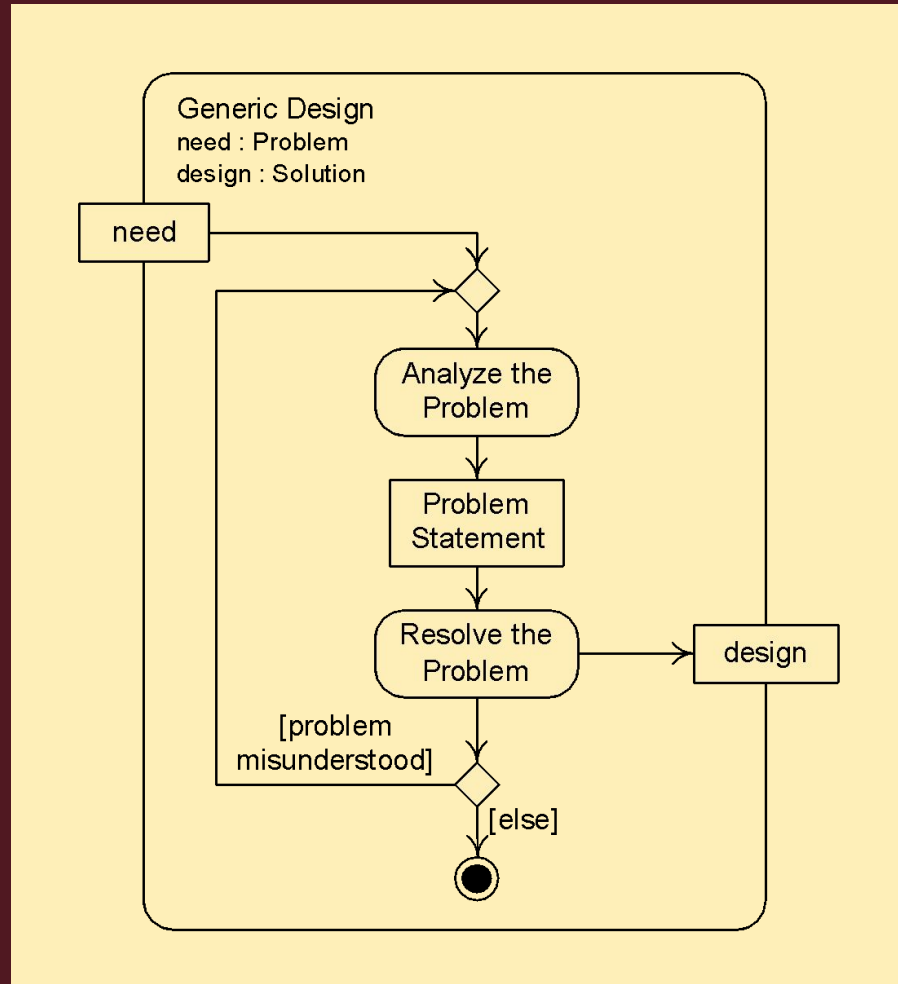 Generic Design
need : Problem
design : Solution
need
Analyze the
Problem
Problem
Statement
Resolve the
Problem
design
[problem
misunderstood]
[else]